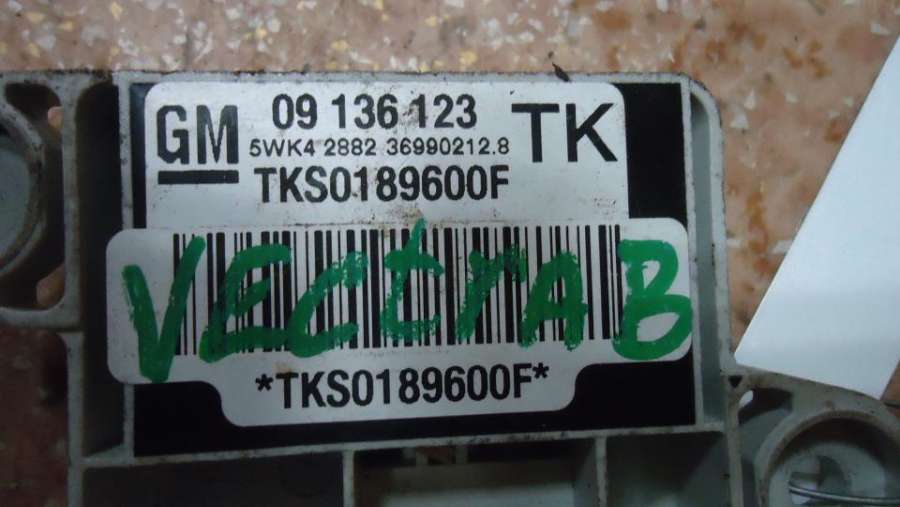 GM 09 136 123 TK
5WK4 2882 36990212.8
TKS0189600F
VECtrA B
*TKS0189600F*